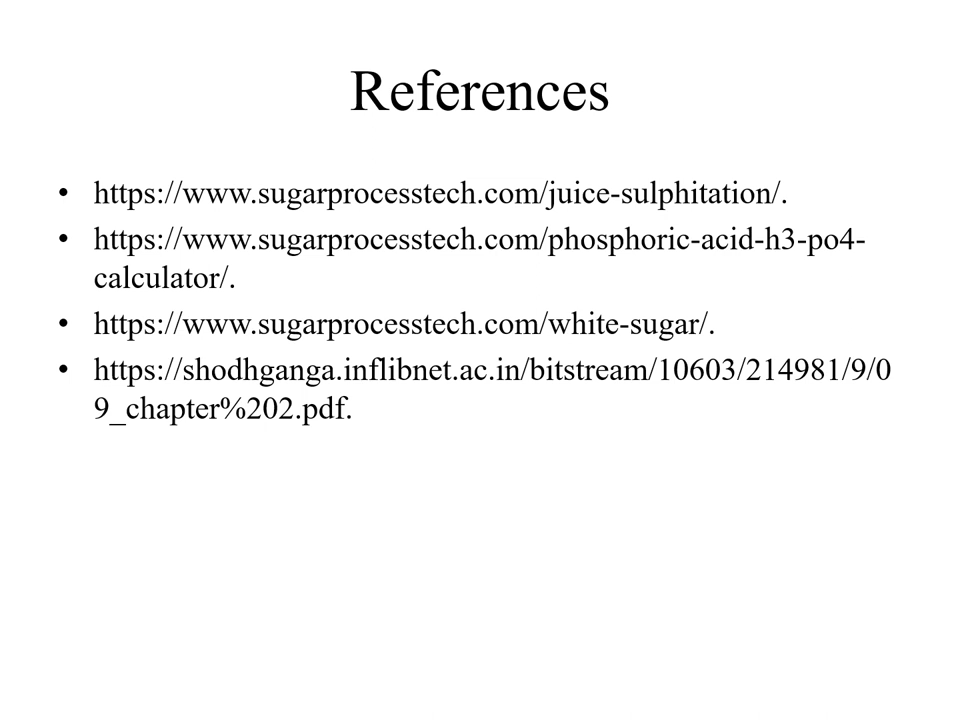 References
• https://www.sugarprocesstech.com/juice-sulphitation/.
• https://www.sugarprocesstech.com/phosphoric-acid-h3-po4-
calculator/.
• https://www.sugarprocesstech.com/white-sugar/.
• https://shodhganga.inflibnet.ac.in/bitstream/10603/214981/9/0
9_chapter%202.pdf.